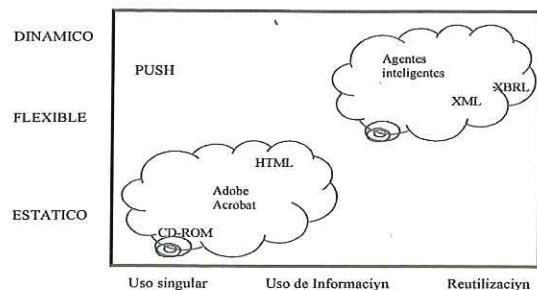 DINAMICO
PUSH
Agentes
inteligentes
XBRL
XML
FLEXIBLE
HTML
Adobe
Acrobat
ESTATICO
CD-ROM
Uso singular
Uso de Informaciyn
Reutilizaciyn